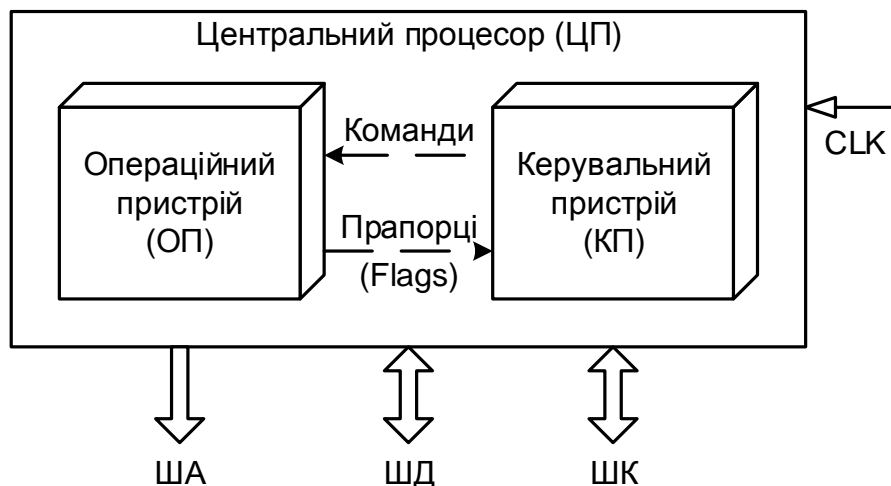 Центральний процесор (ЦП)
Операційний
пристрій
(ОП)
Команди
Прапорці
(Flags)
Керувальний
пристрій
(КП)
CLK
ША
ШД
ШК